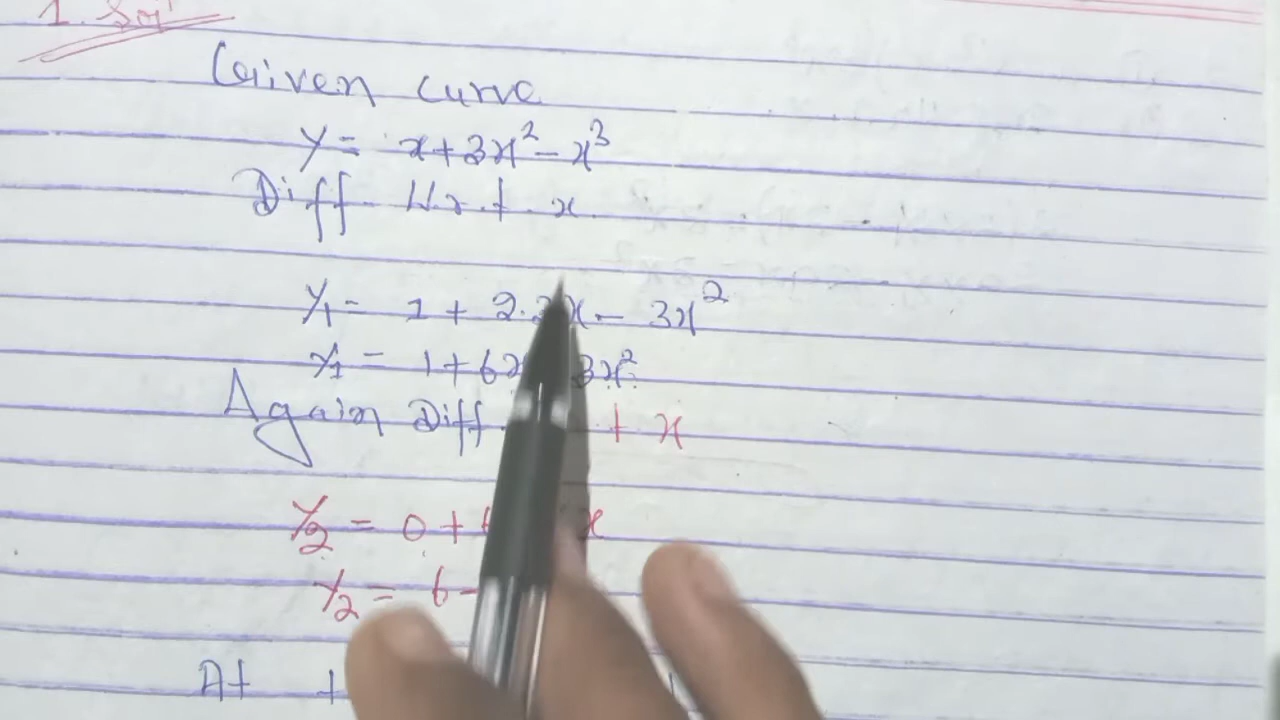 1. Sol
Given curve
y = x + 3x² - x³
Diff w.r.t x
y₁ = 1 + 2.3x - 3x²
y₁ = 1 + 6x 3x²
Again Diff t x
y₂ = 0 + 6 x
y₂ = 6 -
At